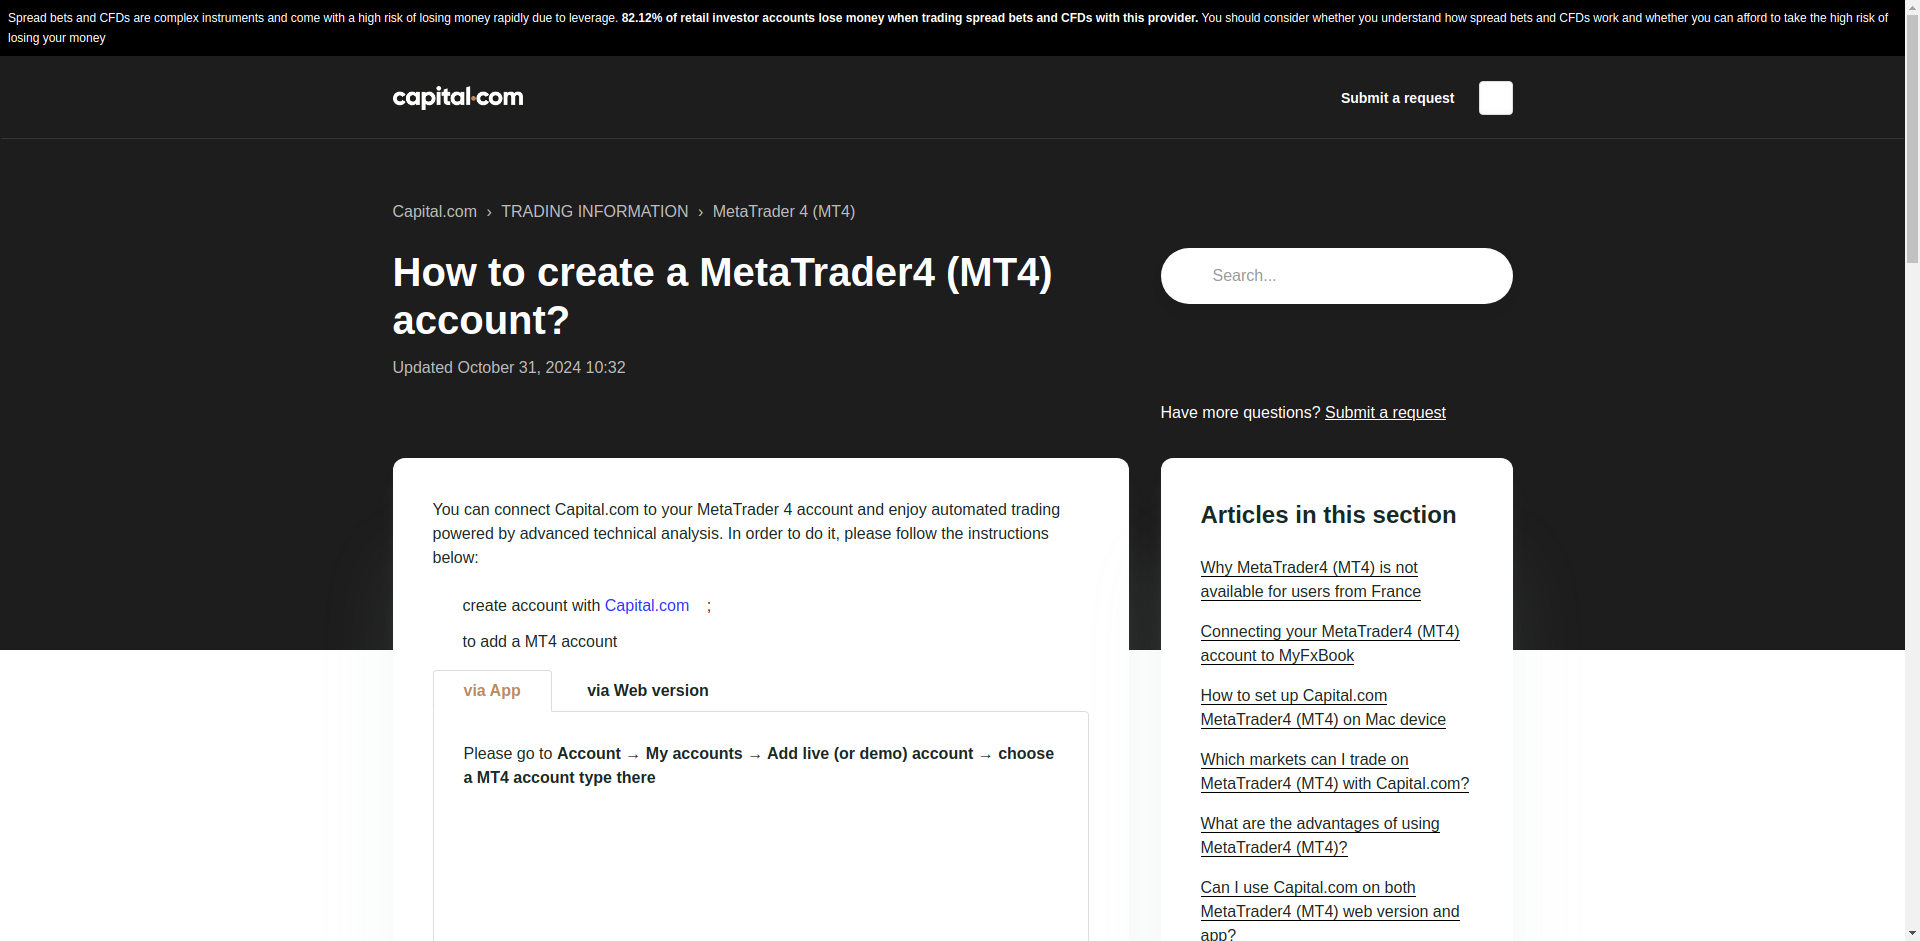 Spread bets and CFDs are complex instruments and come with a high risk of losing money rapidly due to leverage. 82.12% of retail investor accounts lose money when trading spread bets and CFDs with this provider. You should consider whether you understand how spread bets and CFDs work and whether you can afford to take the high risk of
losing your money
capital.com
Submit a request
Capital.com › TRADING INFORMATION › MetaTrader 4 (MT4)
How to create a MetaTrader4 (MT4)
account?
Search...
Updated October 31, 2024 10:32
Have more questions? Submit a request
You can connect Capital.com to your MetaTrader 4 account and enjoy automated trading
powered by advanced technical analysis. In order to do it, please follow the instructions
below:
create account with Capital.com ;
to add a MT4 account
via App
via Web version
Please go to Account → My accounts → Add live (or demo) account → choose
a MT4 account type there
Articles in this section
Why MetaTrader4 (MT4) is not
available for users from France
Connecting your MetaTrader4 (MT4)
account to MyFxBook
How to set up Capital.com
MetaTrader4 (MT4) on Mac device
Which markets can I trade on
MetaTrader4 (MT4) with Capital.com?
What are the advantages of using
MetaTrader4 (MT4)?
Can I use Capital.com on both
MetaTrader4 (MT4) web version and
app?